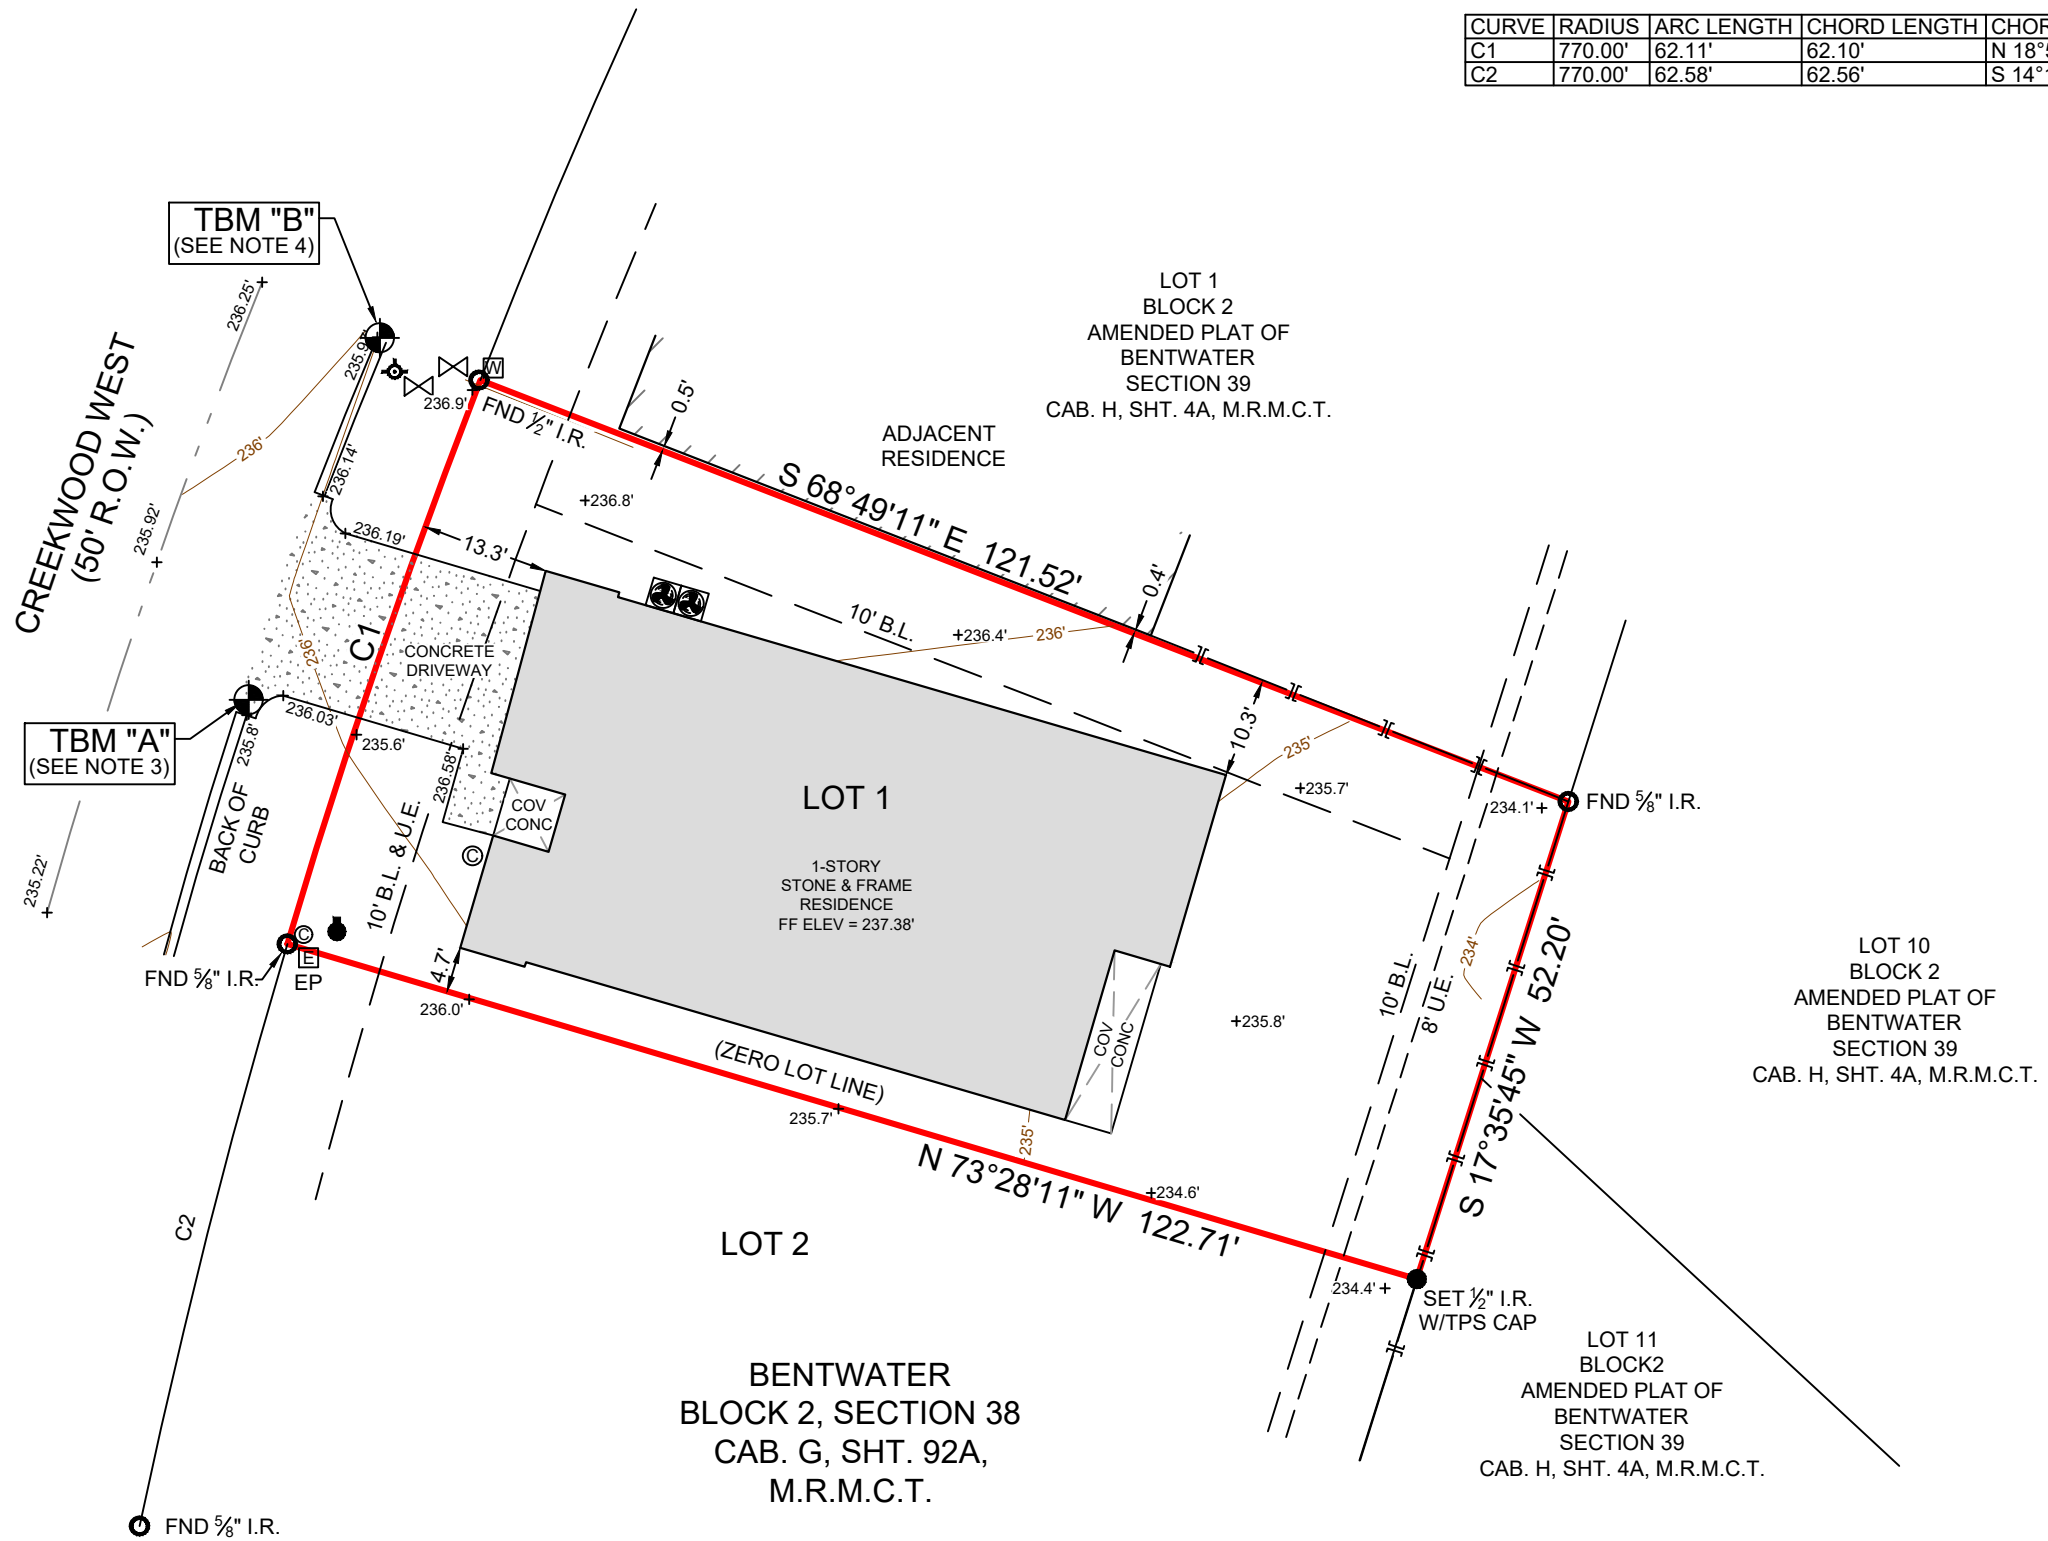 CURVE RADIUS ARC LENGTH CHORD LENGTH CHOR
C1 770.00' 62.11' 62.10' N 18°
C2 770.00' 62.58' 62.56' S 14°
TBM "B"
(SEE NOTE 4)
236.25'
CREEKWOOD WEST
(50' R.O.W.)
236'
W
236.9'
FND ½" I.R.
0.5'
LOT 1
BLOCK 2
AMENDED PLAT OF
BENTWATER
SECTION 39
CAB. H, SHT. 4A, M.R.M.C.T.
ADJACENT
RESIDENCE
S 68°49'11" E 121.52'
236.14'
235.92'
236.19'
13.3'
+236.8'
0.4'
10' B.L.
+236.4'
236'
C1
CONCRETE
DRIVEWAY
236'
236.03'
TBM "A"
(SEE NOTE 3)
235.8'
235.6'
236.58'
10.3'
235'
+235.7'
234.1'+
FND ⅝" I.R.
BACK OF
CURB
235.22'
10' B.L. & U.E.
COV
CONC
C
LOT 1
1-STORY
STONE & FRAME
RESIDENCE
FF ELEV = 237.38'
C
E
EP
FND ⅝" I.R.
4.7'
236.0'
(ZERO LOT LINE)
235.7'
235'
COV
CONC
+235.8'
10' B.L.
8' U.E.
234'
S 17°35'45" W 52.20'
LOT 10
BLOCK 2
AMENDED PLAT OF
BENTWATER
SECTION 39
CAB. H, SHT. 4A, M.R.M.C.T.
N 73°28'11" W 122.71'
+234.6'
234.4'+
SET ½" I.R.
W/TPS CAP
C2
LOT 2
LOT 11
BLOCK2
AMENDED PLAT OF
BENTWATER
SECTION 39
CAB. H, SHT. 4A, M.R.M.C.T.
BENTWATER
BLOCK 2, SECTION 38
CAB. G, SHT. 92A,
M.R.M.C.T.
FND ⅝" I.R.